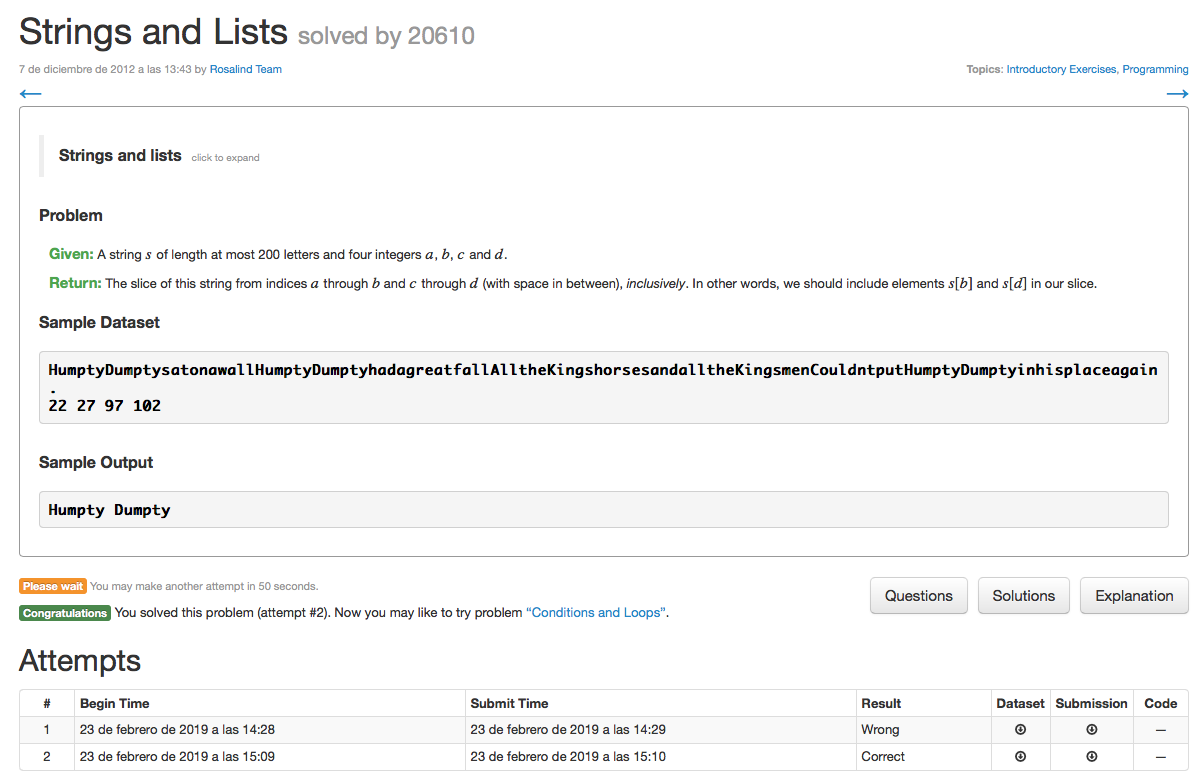 Strings and Lists solved by 20610
7 de diciembre de 2012 a las 13:43 by Rosalind Team
Topics: Introductory Exercises, Programming
← →
Strings and lists click to expand
Problem
Given: A string s of length at most 200 letters and four integers a, b, c and d.
Return: The slice of this string from indices a through b and c through d (with space in between), inclusively. In other words, we should include elements s[b] and s[d] in our slice.
Sample Dataset
HumptyDumptysatonawallHumptyDumptyhadagreatfallAlltheKingshorsesandalltheKingsmenCouldntputHumptyDumptyinhisplaceagain
.
22 27 97 102
Sample Output
Humpty Dumpty
Please wait You may make another attempt in 50 seconds.
Congratulations You solved this problem (attempt #2). Now you may like to try problem “Conditions and Loops”.
Questions Solutions Explanation
Attempts
# Begin Time Submit Time Result Dataset Submission Code
1 23 de febrero de 2019 a las 14:28 23 de febrero de 2019 a las 14:29 Wrong —
2 23 de febrero de 2019 a las 15:09 23 de febrero de 2019 a las 15:10 Correct —